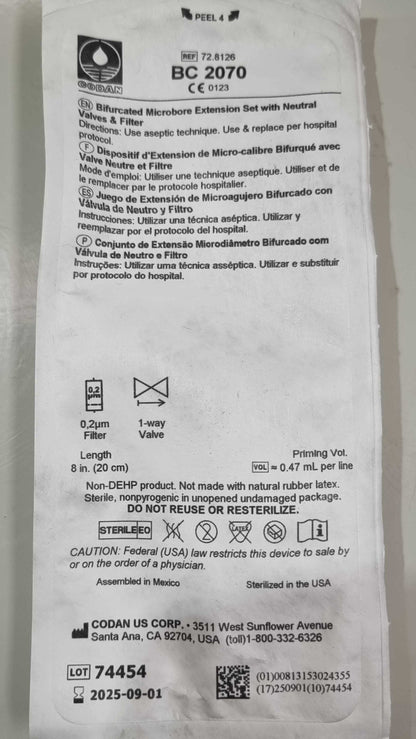 PEEL 4
REF 72.8126
BC 2070
CE 0123
CODAN
EN Bifurcated Microbore Extension Set with Neutral
Valves & Filter
Directions: Use aseptic technique. Use & replace per hospital
protocol.
F Dispositif d'Extension de Micro-calibre Bifurqué avec
Valve Neutre et Filtre
Mode d'emploi: Utiliser une technique aseptique. Utiliser et de
le remplacer par le protocole hospitalier.
ES Juego de Extensión de Microagujero Bifurcado con
Válvula de Neutro y Filtro
Instrucciones: Utilizar una técnica aséptica. Utilizar y
reemplazar por el protocolo del hospital.
P Conjunto de Extensão Microdiâmetro Bifurcado com
Válvula de Neutro e Filtro
Instruções: Utilizar uma técnica asséptica. Utilizar e substituir
por protocolo do hospital.
0,2
µm
0,2µm 1-way
Filter Valve
Length Priming Vol.
8 in. (20 cm) VOL ≈ 0.47 mL per line
Non-DEHP product. Not made with natural rubber latex.
Sterile, nonpyrogenic in unopened undamaged package.
DO NOT REUSE OR RESTERILIZE.
STERILE EO LATEX
CAUTION: Federal (USA) law restricts this device to sale by
or on the order of a physician.
Assembled in Mexico Sterilized in the USA
CODAN US CORP. • 3511 West Sunflower Avenue
Santa Ana, CA 92704, USA (toll)1-800-332-6326
LOT 74454
2025-09-01
(01)00813153024355
(17)250901(10)74454